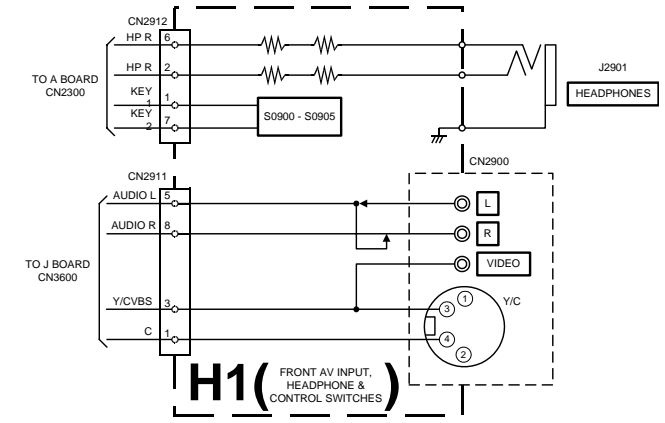 CN2912
HP R 6
HP R 2
KEY 1 1
KEY 2 7
TO A BOARD
CN2300
S0900 - S0905
J2901
HEADPHONES
CN2911
CN2900
AUDIO L 5
L
AUDIO R 8
R
VIDEO
TO J BOARD
CN3600
Y/CVBS 3
C 1
Y/C
1
3
4
2
H1 (
FRONT AV INPUT,
HEADPHONE &
CONTROL SWITCHES
)